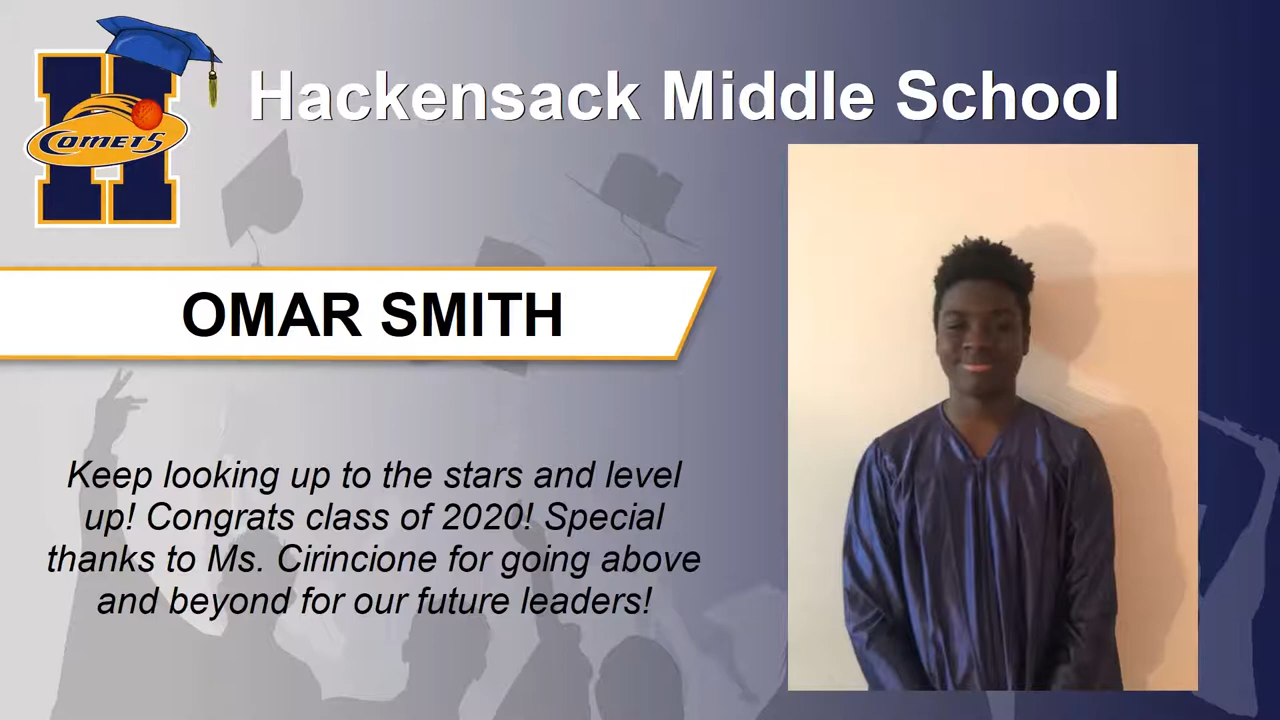 Hackensack Middle School
COMETS
OMAR SMITH
Keep looking up to the stars and level
up! Congrats class of 2020! Special
thanks to Ms. Cirincione for going above
and beyond for our future leaders!